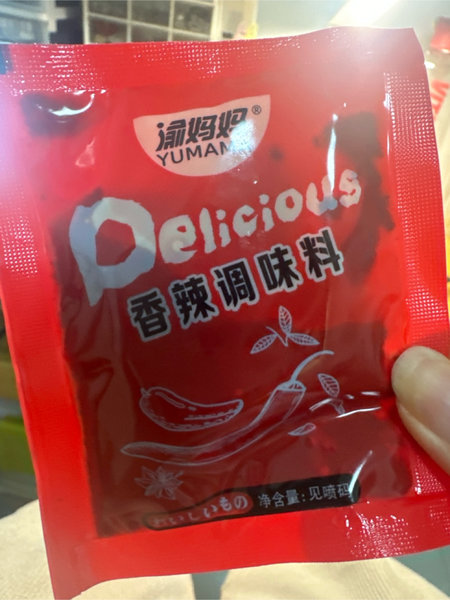 渝妈妈®
YUMAMA
Delicious
香辣调味料
おいしいもの
净含量:见喷码